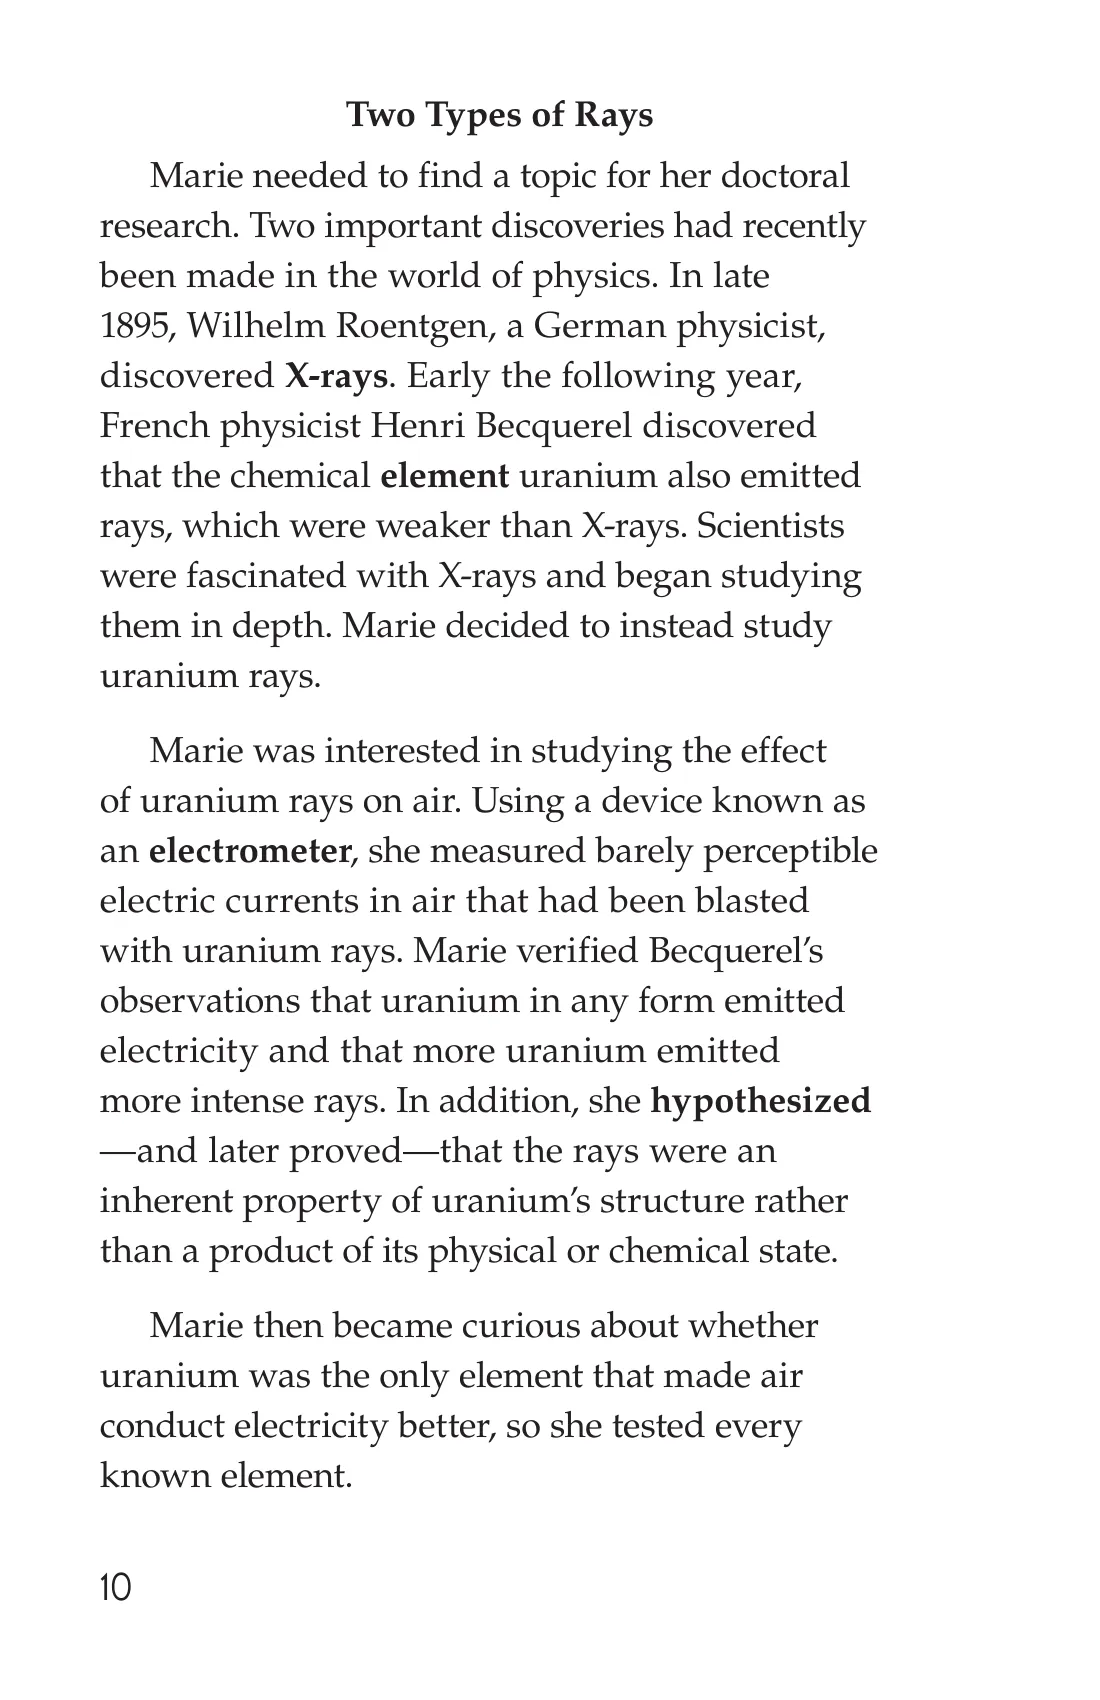 Two Types of Rays
Marie needed to find a topic for her doctoral
research. Two important discoveries had recently
been made in the world of physics. In late
1895, Wilhelm Roentgen, a German physicist,
discovered X-rays. Early the following year,
French physicist Henri Becquerel discovered
that the chemical element uranium also emitted
rays, which were weaker than X-rays. Scientists
were fascinated with X-rays and began studying
them in depth. Marie decided to instead study
uranium rays.
Marie was interested in studying the effect
of uranium rays on air. Using a device known as
an electrometer, she measured barely perceptible
electric currents in air that had been blasted
with uranium rays. Marie verified Becquerel’s
observations that uranium in any form emitted
electricity and that more uranium emitted
more intense rays. In addition, she hypothesized
—and later proved—that the rays were an
inherent property of uranium’s structure rather
than a product of its physical or chemical state.
Marie then became curious about whether
uranium was the only element that made air
conduct electricity better, so she tested every
known element.
10